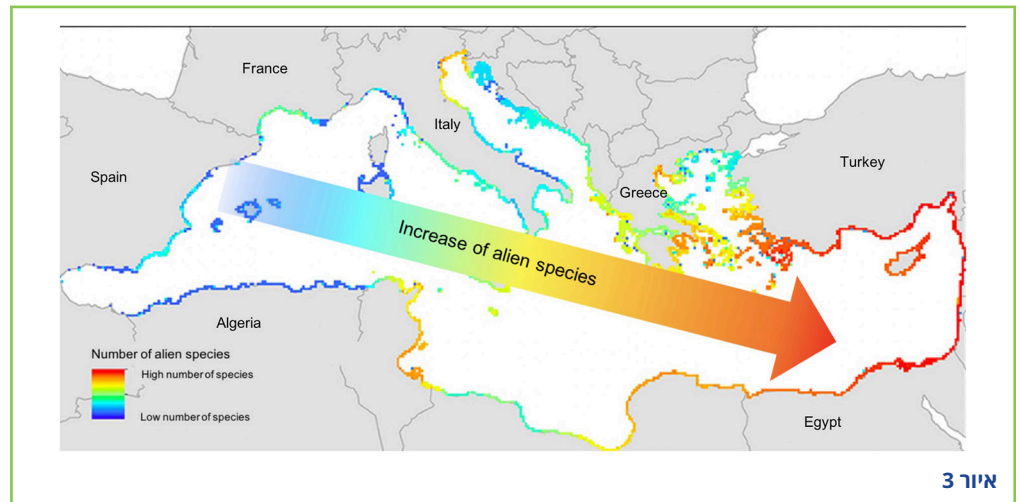 France
Italy
Spain
Turkey
Greece
Increase of alien species
Algeria
Number of alien species
High number of species
Low number of species
Egypt
איור 3